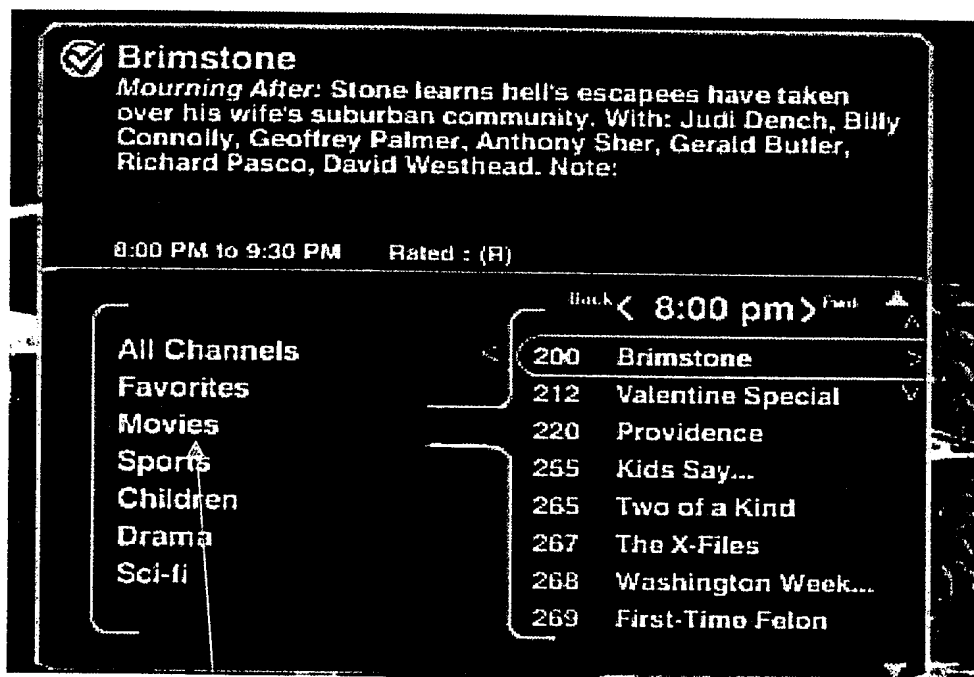 Brimstone
Mourning After: Stone learns hell's escapees have taken
over his wife's suburban community. With: Judi Dench, Billy
Connolly, Geoffrey Palmer, Anthony Sher, Gerald Butler,
Richard Pasco, David Westhead. Note:
8:00 PM to 9:30 PM Rated : (R)
Back < 8:00 pm > Fwd
All Channels
Favorites
Movies
Sports
Children
Drama
Sci-fi
200 Brimstone
212 Valentine Special
220 Providence
255 Kids Say...
265 Two of a Kind
267 The X-Files
268 Washington Week...
269 First-Time Felon